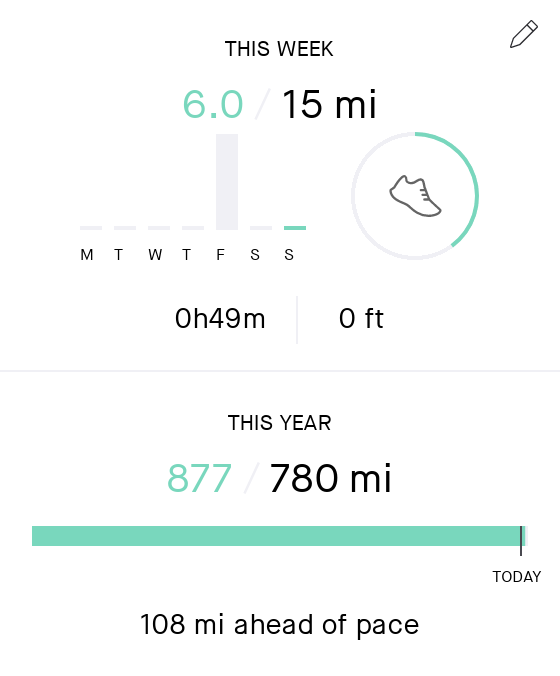 THIS WEEK
6.0 / 15 mi
M T W T F S S
0h49m 0 ft
THIS YEAR
877 / 780 mi
TODAY
108 mi ahead of pace